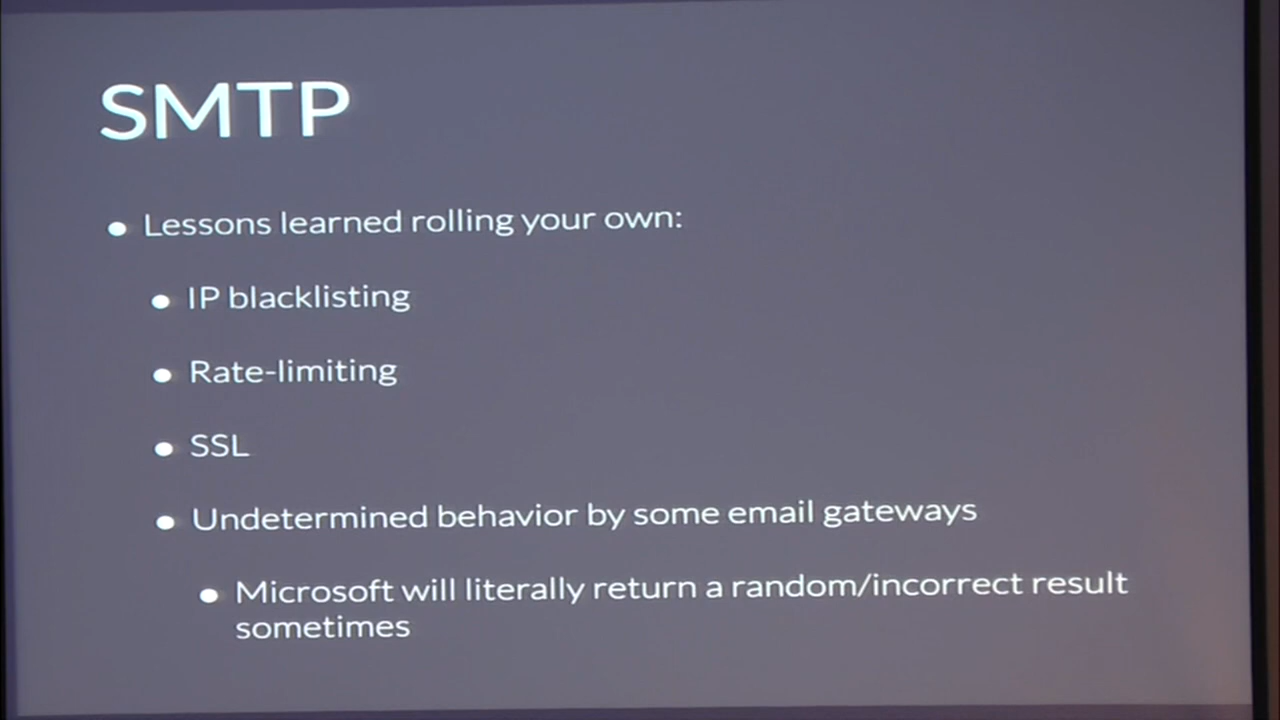 SMTP
Lessons learned rolling your own:
IP blacklisting
Rate-limiting
SSL
Undetermined behavior by some email gateways
Microsoft will literally return a random/incorrect result
sometimes